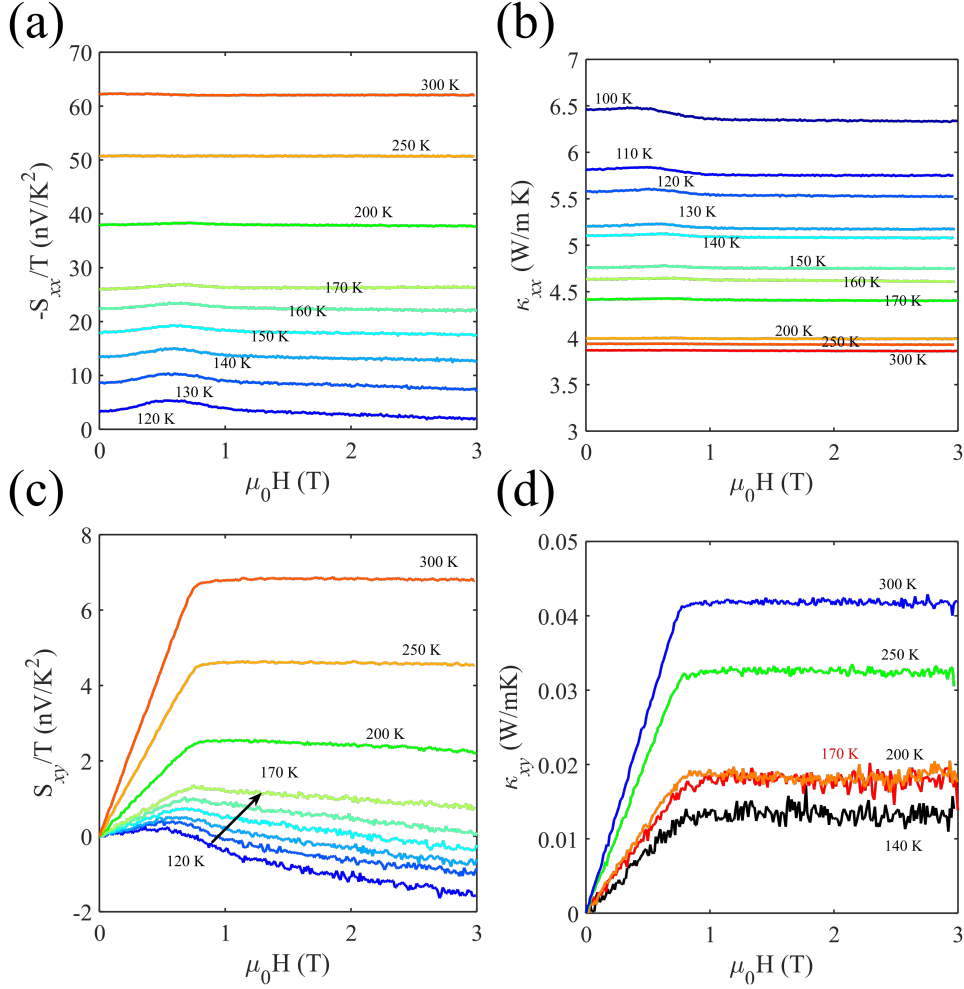 (a)
70
60
50
40
30
20
10
0
0
1
2
3
-S_xx/T (nV/K²)
μ₀H (T)
300 K
250 K
200 K
170 K
160 K
150 K
140 K
130 K
120 K
(b)
7
6.5
6
5.5
5
4.5
4
3.5
3
0
1
2
3
κ_xx (W/m K)
μ₀H (T)
100 K
110 K
120 K
130 K
140 K
150 K
160 K
170 K
200 K
250 K
300 K
(c)
8
6
4
2
0
-2
0
1
2
3
S_xy/T (nV/K²)
μ₀H (T)
300 K
250 K
200 K
170 K
120 K
(d)
0.05
0.04
0.03
0.02
0.01
0
0
1
2
3
κ_xy (W/mK)
μ₀H (T)
300 K
250 K
170 K
200 K
140 K